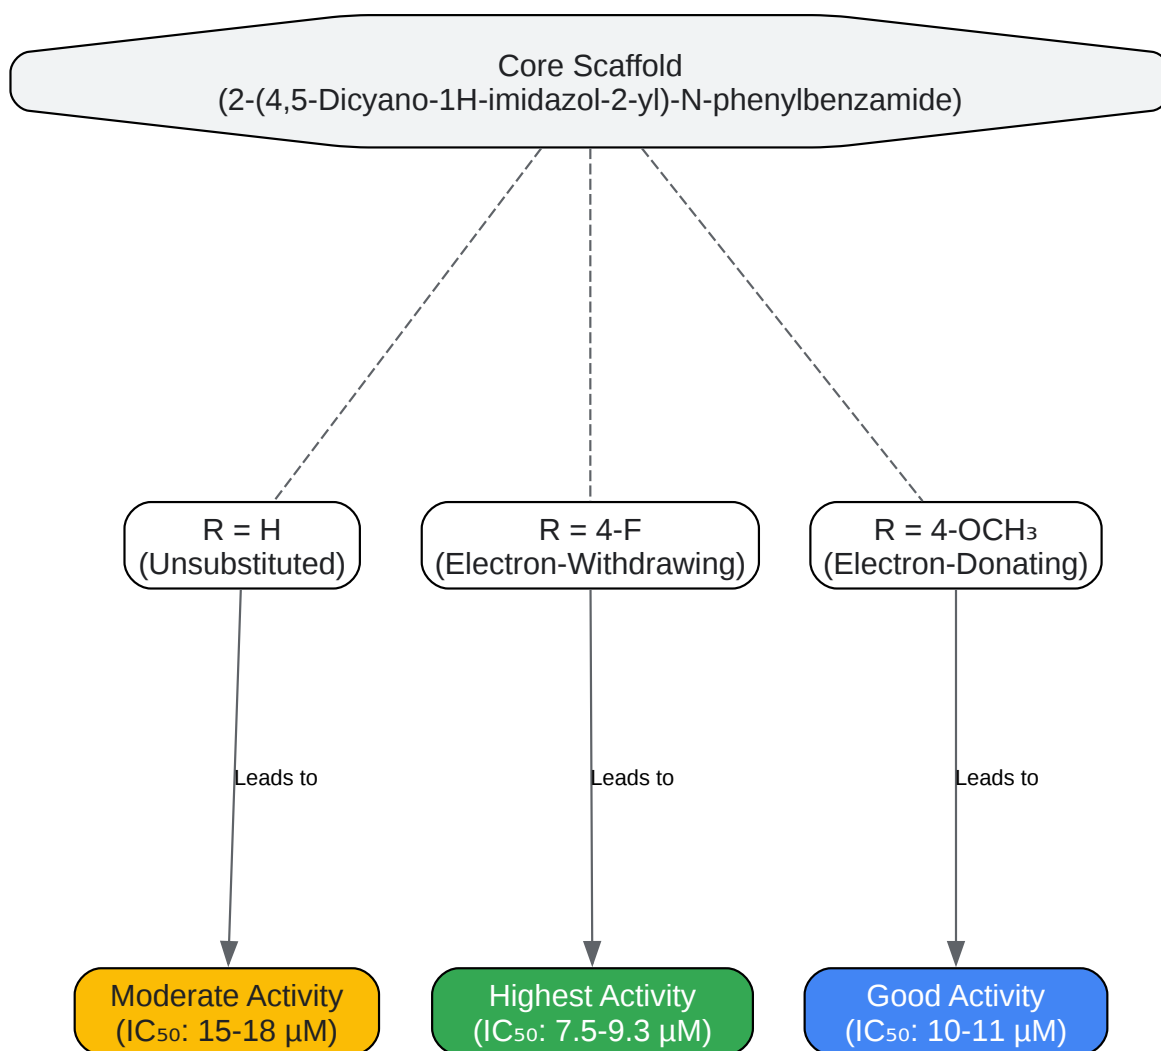 Core Scaffold
(2-(4,5-Dicyano-1H-imidazol-2-yl)-N-phenylbenzamide)
R = H
(Unsubstituted)
R = 4-F
(Electron-Withdrawing)
R = 4-OCH₃
(Electron-Donating)
Leads to
Leads to
Leads to
Moderate Activity
(IC₅₀: 15-18 µM)
Highest Activity
(IC₅₀: 7.5-9.3 µM)
Good Activity
(IC₅₀: 10-11 µM)